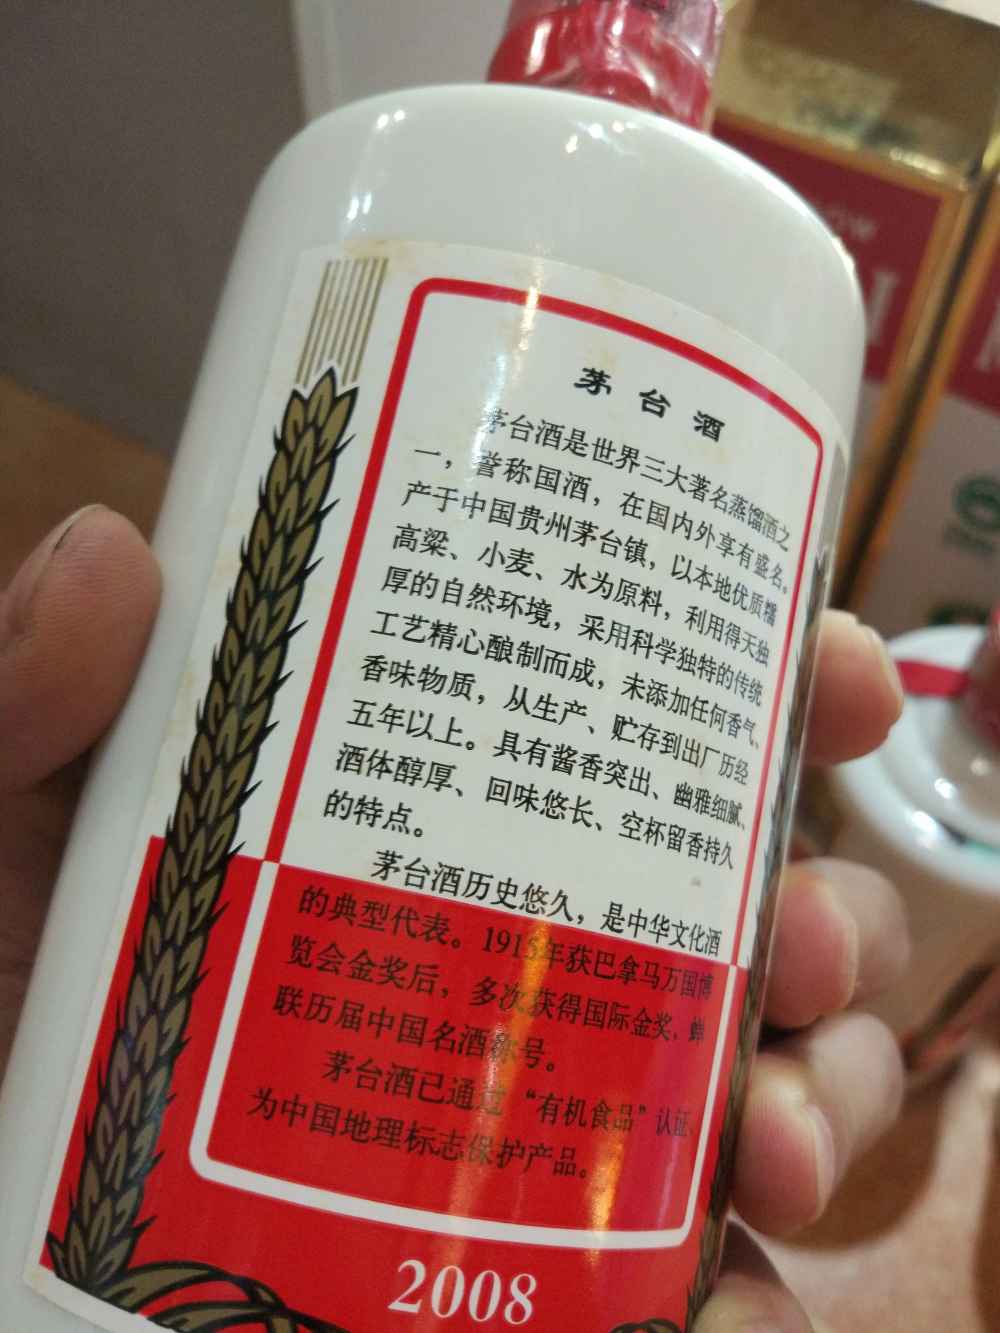 茅台酒
茅台酒是世界三大著名蒸馏酒之
一，誉称国酒，在国内外享有盛名。
产于中国贵州茅台镇，以本地优质糯
高粱、小麦、水为原料，利用得天独
厚的自然环境，采用科学独特的传统
工艺精心酿制而成，未添加任何香气、
香味物质，从生产、贮存到出厂历经
五年以上。具有酱香突出、幽雅细腻、
酒体醇厚、回味悠长、空杯留香持久
的特点。
茅台酒历史悠久，是中华文化酒
的典型代表。1915年获巴拿马万国博
览会金奖后，多次获得国际金奖，蝉
联历届中国名酒称号。
茅台酒已通过“有机食品”认证，
为中国地理标志保护产品。
2008